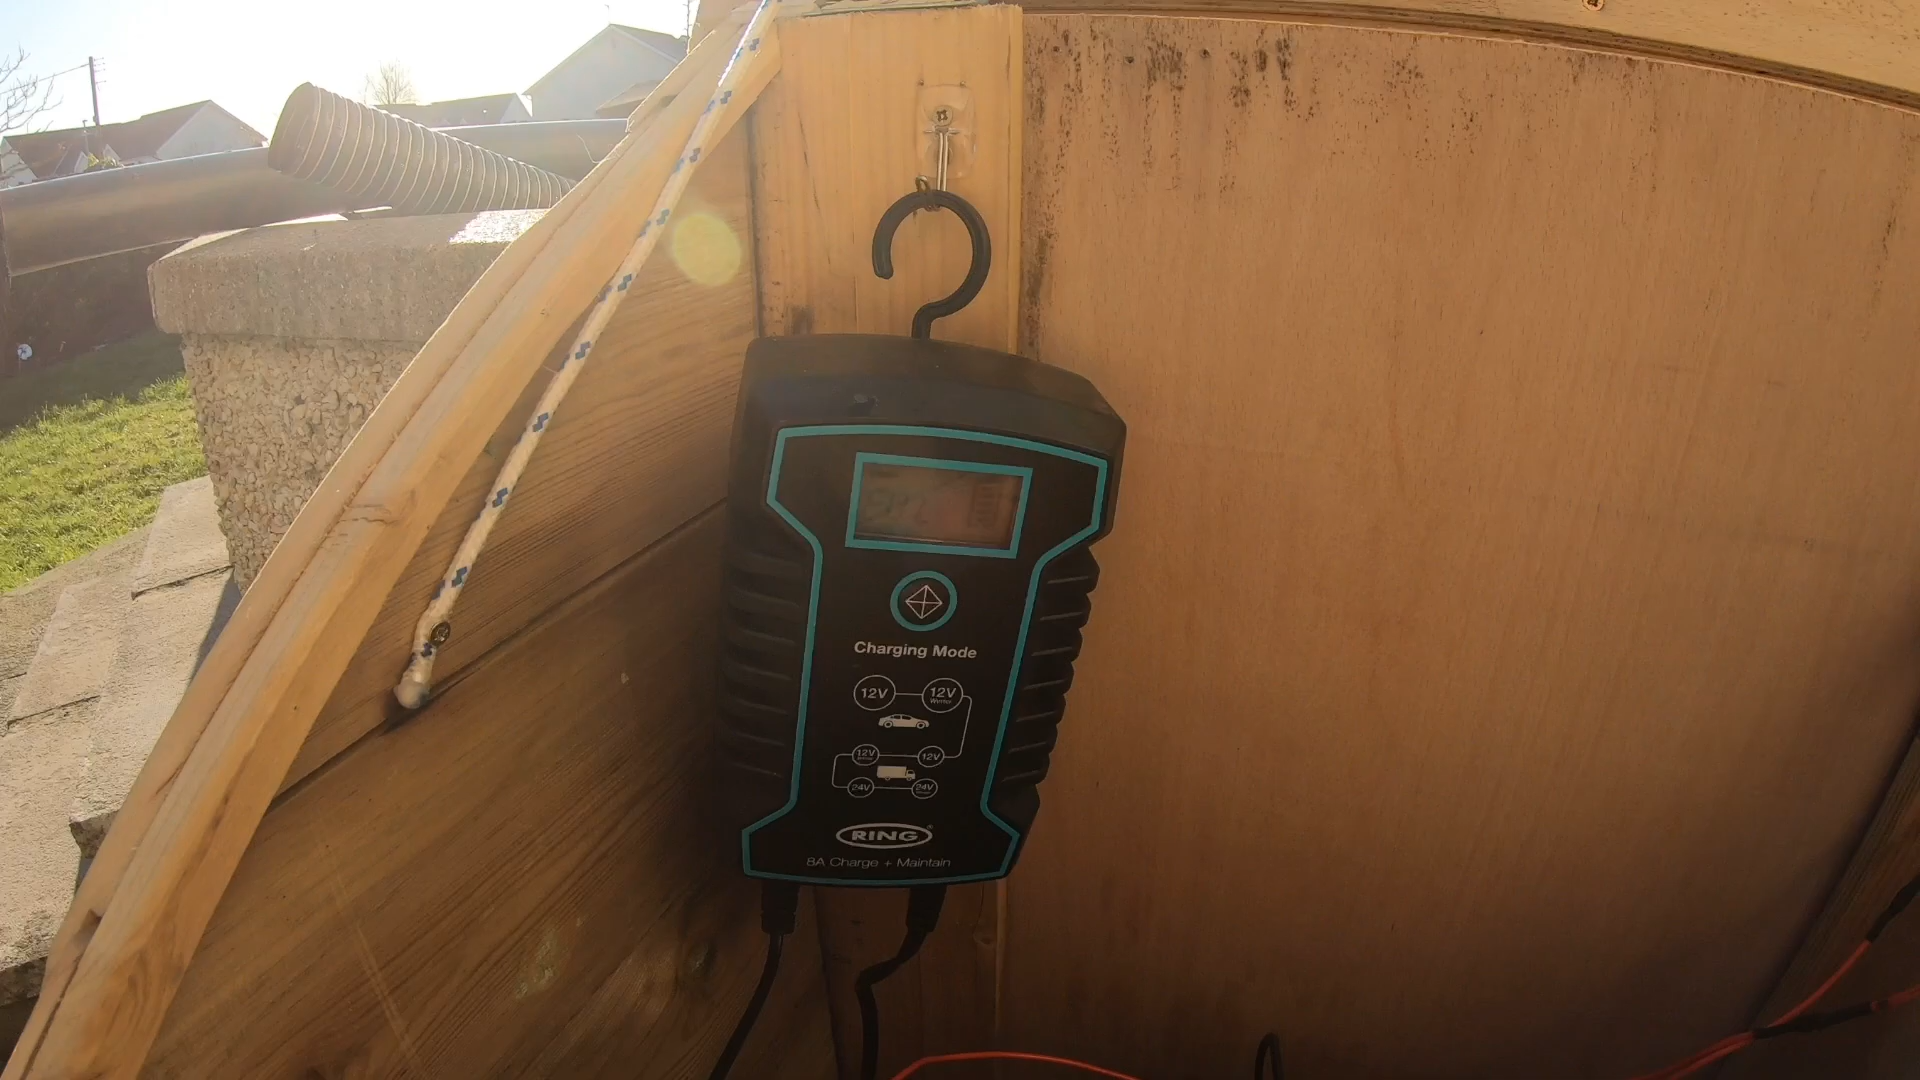 Charging Mode
12V 12V
Winter
12V 12V
24V 24V
RING®
8A Charge + Maintain